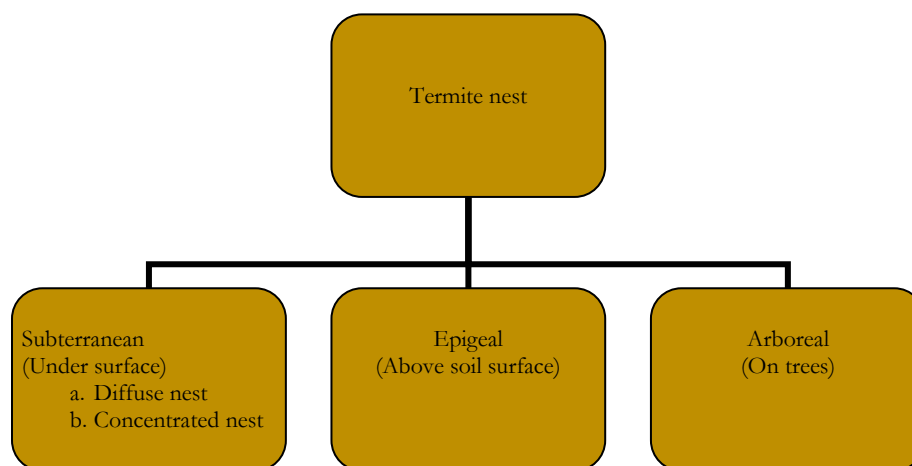 Termite nest
Subterranean
(Under surface)
a. Diffuse nest
b. Concentrated nest
Epigeal
(Above soil surface)
Arboreal
(On trees)